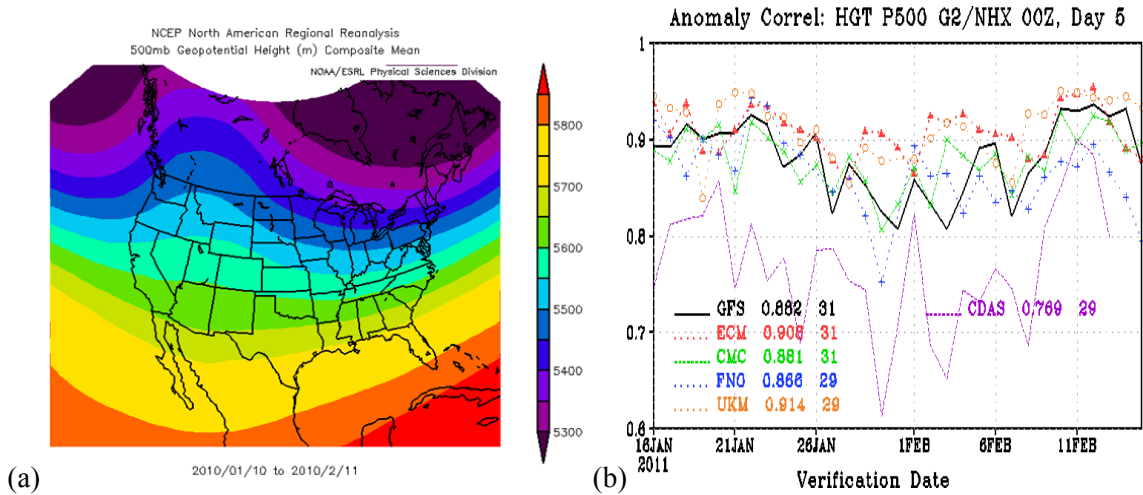 NCEP North American Regional Reanalysis
500mb Geopotential Height (m) Composite Mean
NOAA/ESRL Physical Sciences Division
5800
5700
5600
5500
5400
5300
2010/01/10 to 2010/2/11
(a)
Anomaly Correl: HGT P500 G2/NHX 00Z, Day 5
1
0.9
0.8
0.7
0.6
GFS 0.882 31
ECM 0.908 31
CMC 0.881 31
FNO 0.866 29
UKM 0.914 29
CDAS 0.769 29
16JAN 2011
21JAN
26JAN
1FEB
6FEB
11FEB
Verification Date
(b)